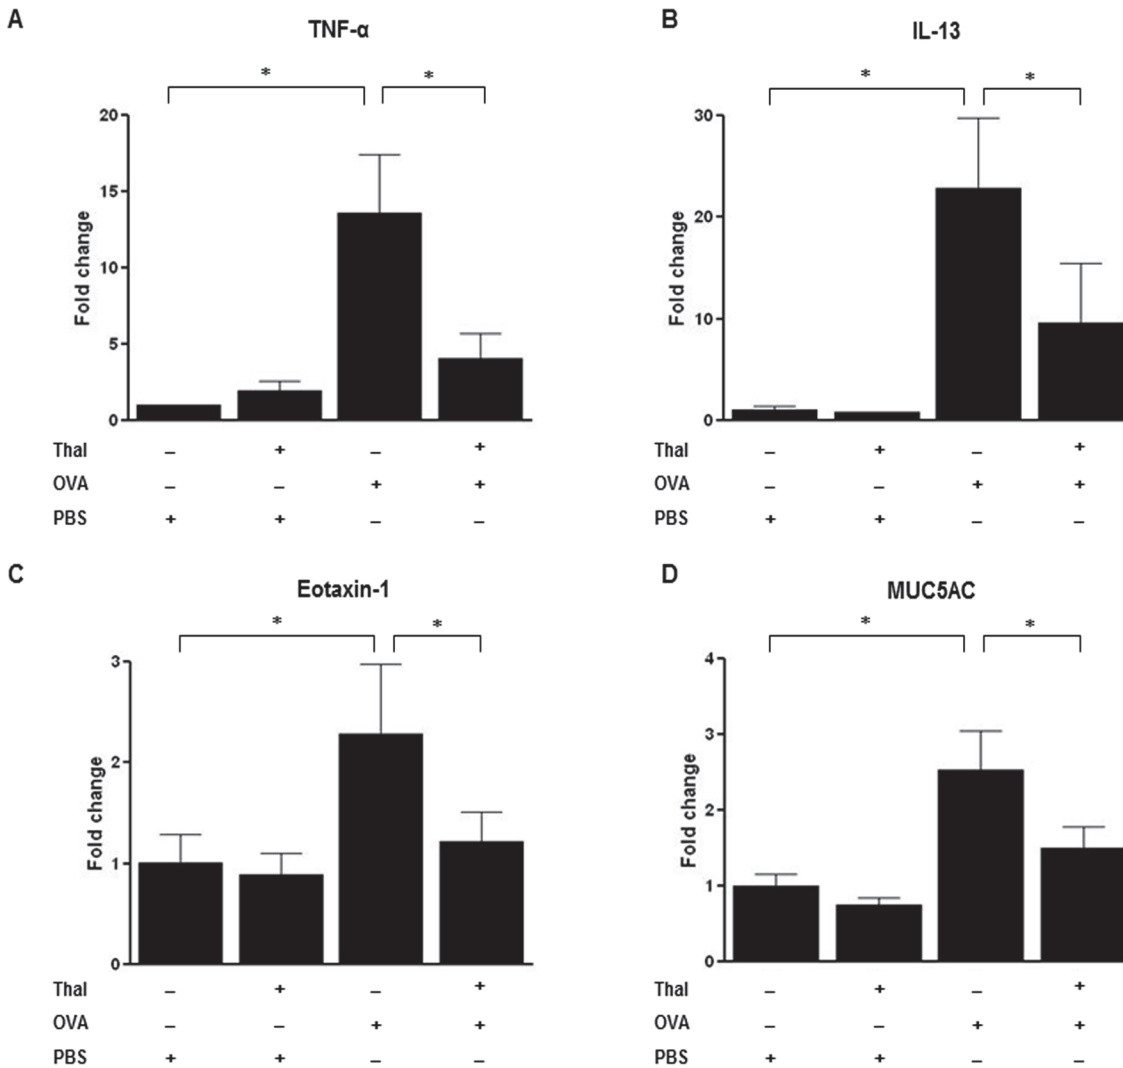 A
TNF-α
* *
20
15
10
5
0
Fold change
Thal – + – +
OVA – – + +
PBS + + – –
B
IL-13
* *
30
20
10
0
Fold change
Thal – + – +
OVA – – + +
PBS + + – –
C
Eotaxin-1
* *
3
2
1
0
Fold change
Thal – + – +
OVA – – + +
PBS + + – –
D
MUC5AC
* *
4
3
2
1
0
Fold change
Thal – + – +
OVA – – + +
PBS + + – –